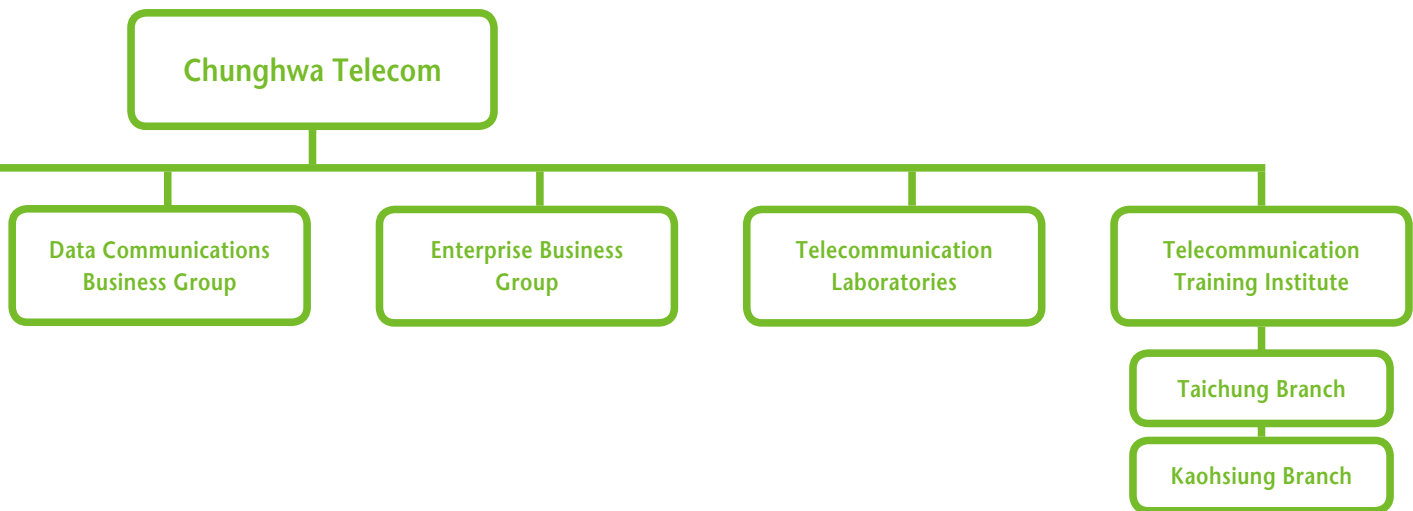 Chunghwa Telecom
Data Communications
Business Group
Enterprise Business
Group
Telecommunication
Laboratories
Telecommunication
Training Institute
Taichung Branch
Kaohsiung Branch